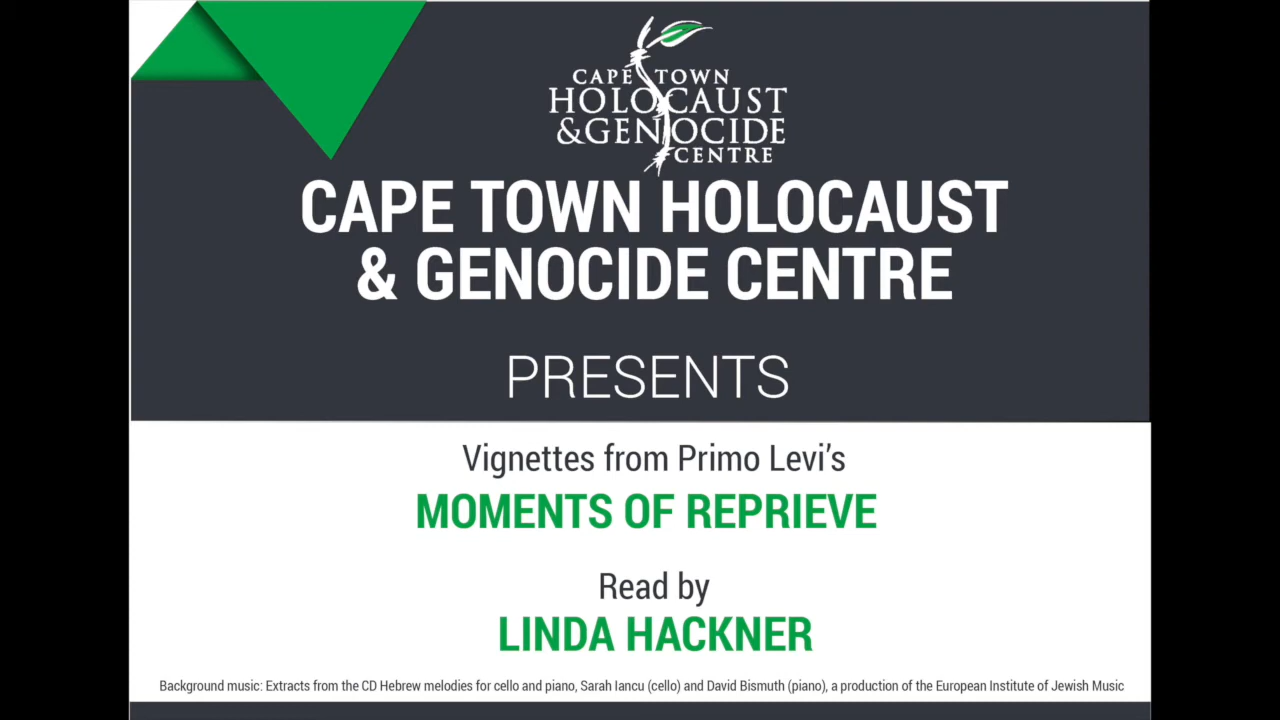 CAPE TOWN
HOLOCAUST
&GENOCIDE
CENTRE
CAPE TOWN HOLOCAUST
& GENOCIDE CENTRE
PRESENTS
Vignettes from Primo Levi's
MOMENTS OF REPRIEVE
Read by
LINDA HACKNER
Background music: Extracts from the CD Hebrew melodies for cello and piano, Sarah Iancu (cello) and David Bismuth (piano), a production of the European Institute of Jewish Music